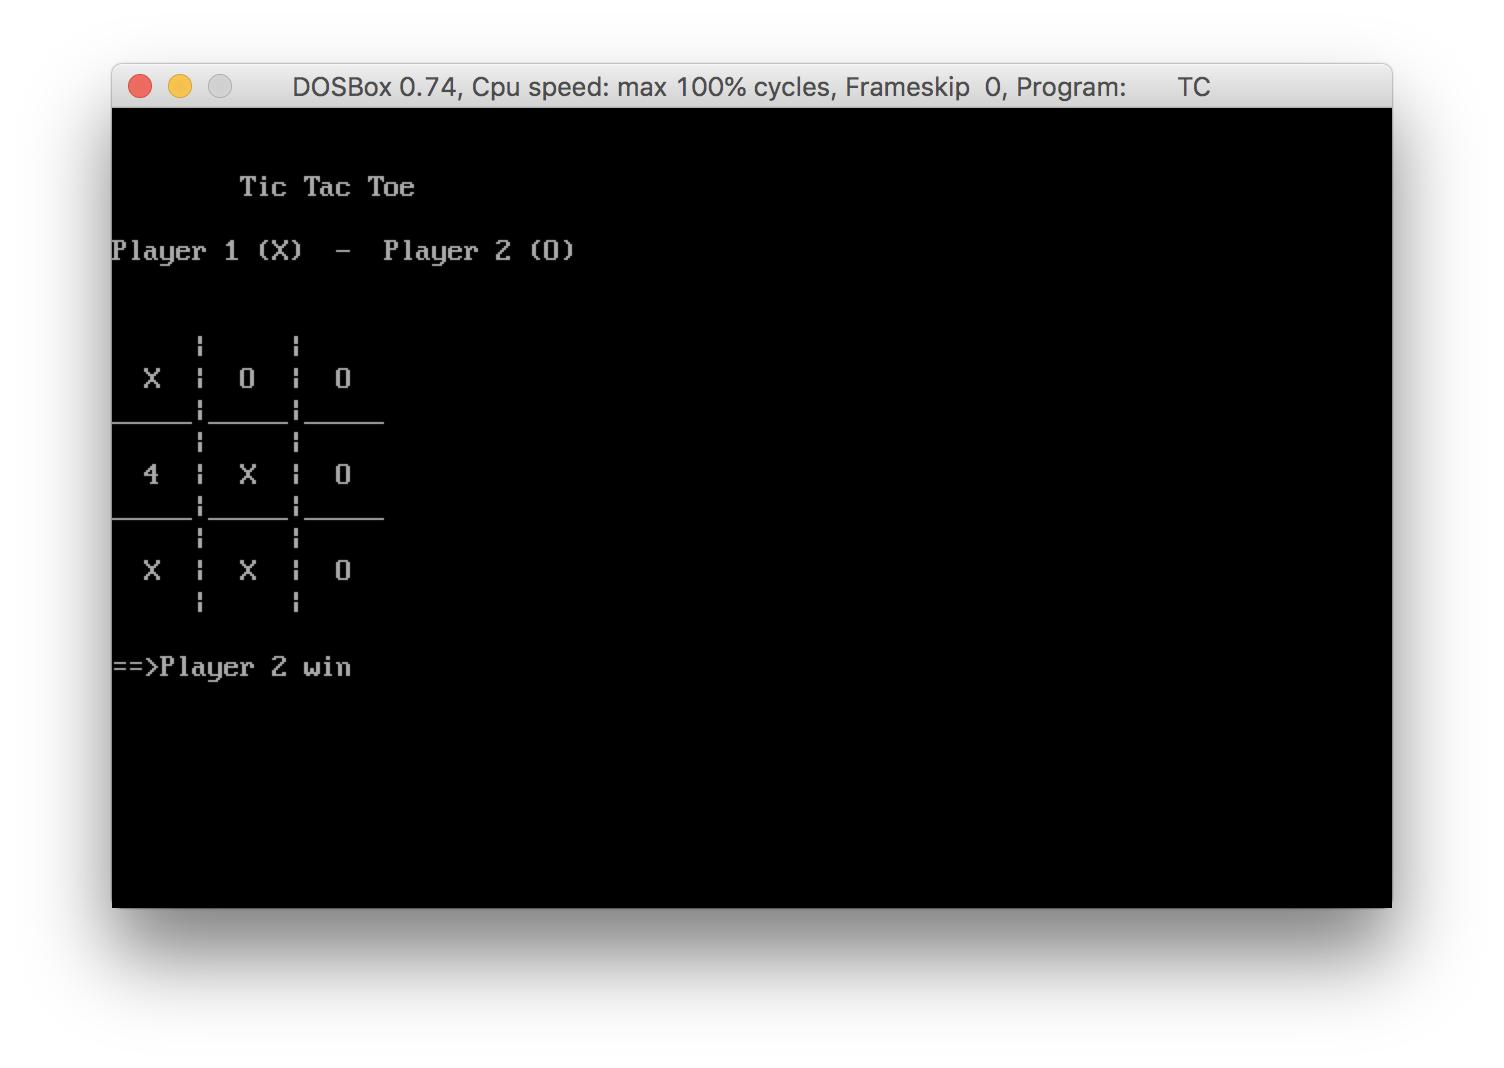 DOSBox 0.74, Cpu speed: max 100% cycles, Frameskip 0, Program: TC
Tic Tac Toe
Player 1 (X) - Player 2 (O)
X ¦ O ¦ O
4 ¦ X ¦ O
X ¦ X ¦ O
==>Player 2 win